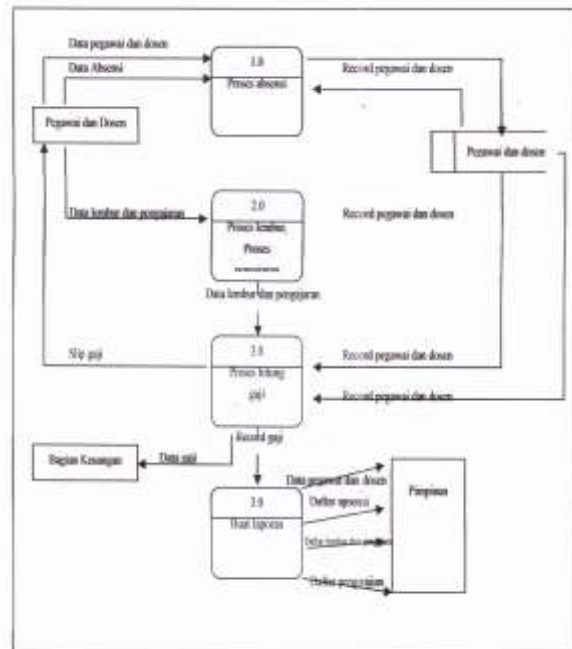 Data pegawai dan dosen
Data Absensi
1.0
Proses absensi
Record pegawai dan dosen
Pegawai dan Dosen
Pegawai dan dosen
2.0
Proses lembur,
Proses
Data lembur dan pengajaran
Record pegawai dan dosen
Data lembur dan pengajaran
Slip gaji
3.0
Proses hitung
gaji
Record pegawai dan dosen
Record pegawai dan dosen
Record gaji
Bagian Keuangan
Data gaji
Buat laporan
Data pegawai dan dosen
Daftar absensi
Pimpinan
Daftar penggajian